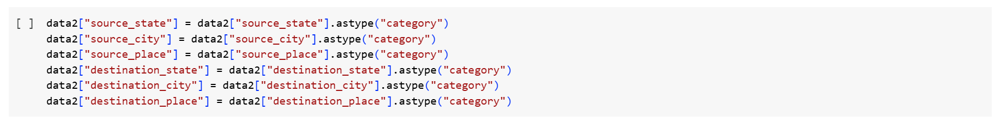 [ ] data2["source_state"] = data2["source_state"].astype("category")
data2["source_city"] = data2["source_city"].astype("category")
data2["source_place"] = data2["source_place"].astype("category")
data2["destination_state"] = data2["destination_state"].astype("category")
data2["destination_city"] = data2["destination_city"].astype("category")
data2["destination_place"] = data2["destination_place"].astype("category")